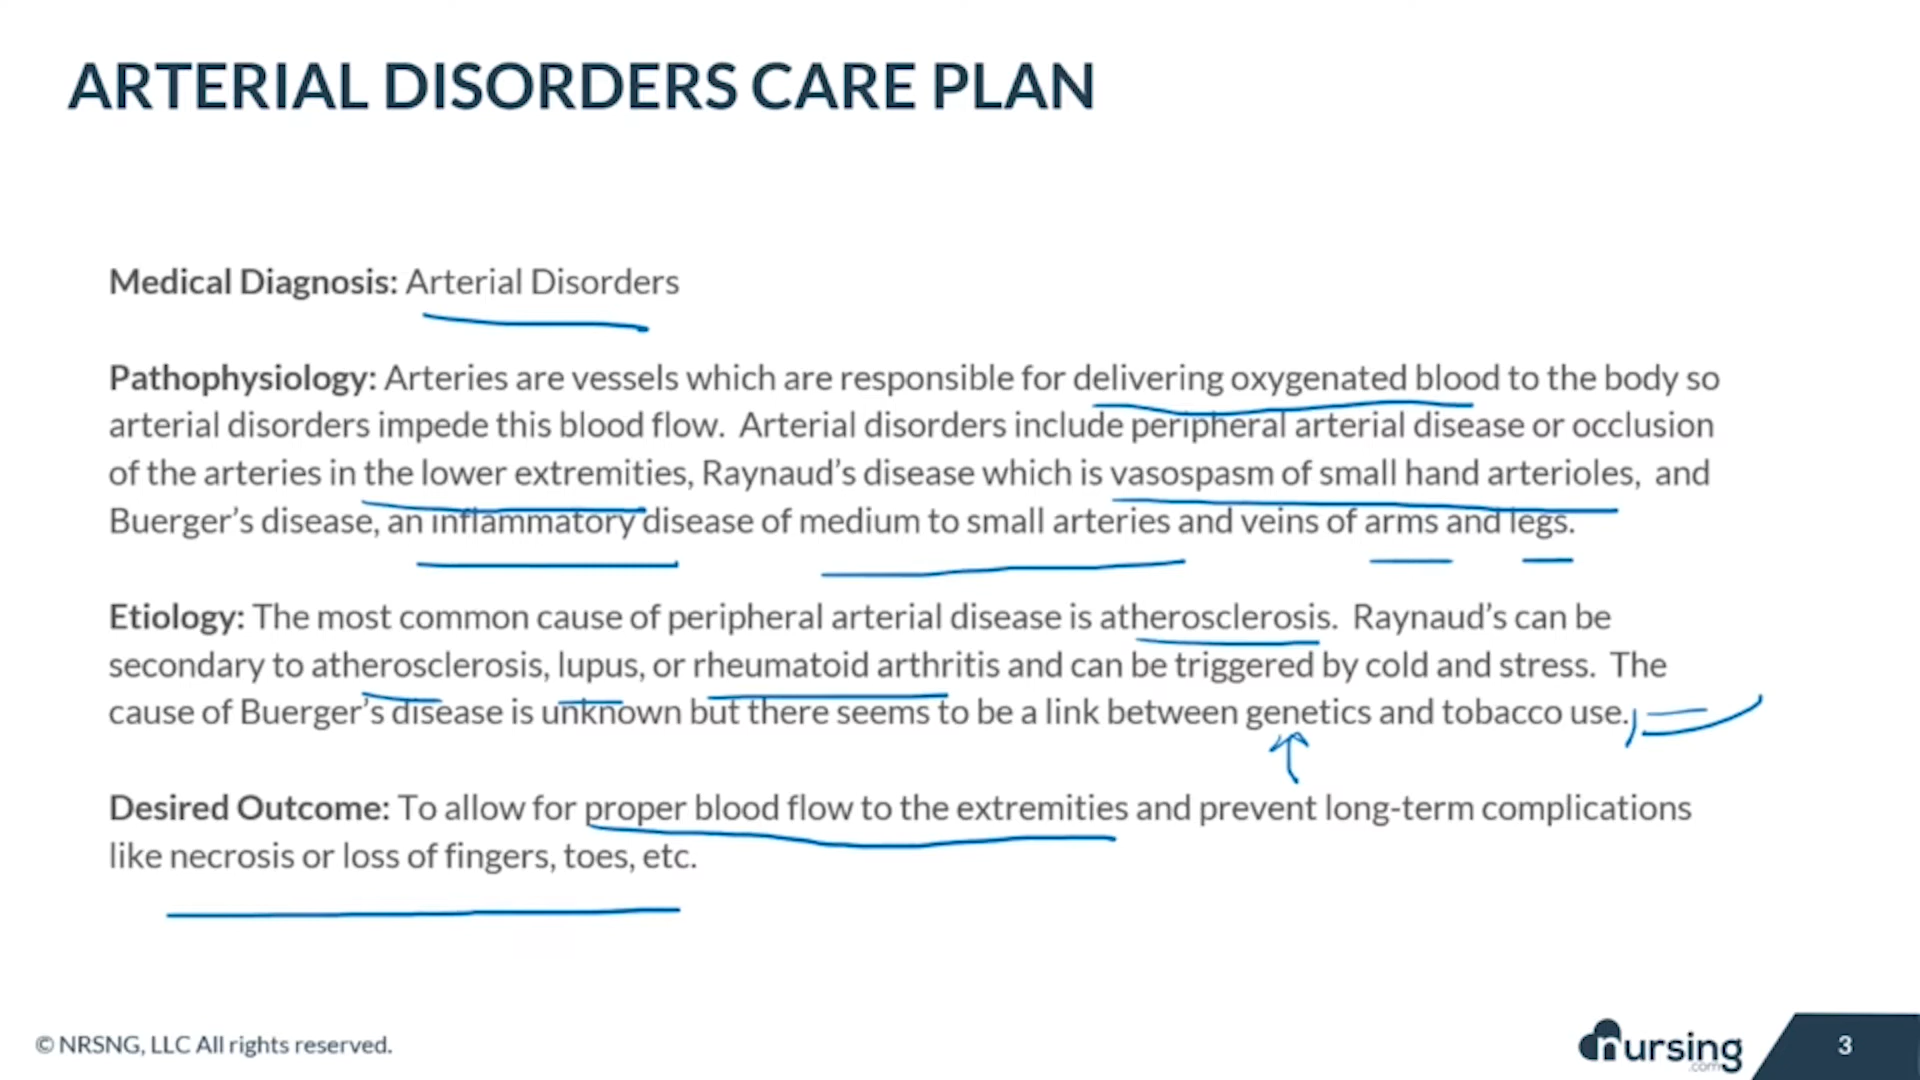 ARTERIAL DISORDERS CARE PLAN
Medical Diagnosis: Arterial Disorders
Pathophysiology: Arteries are vessels which are responsible for delivering oxygenated blood to the body so
arterial disorders impede this blood flow.  Arterial disorders include peripheral arterial disease or occlusion
of the arteries in the lower extremities, Raynaud’s disease which is vasospasm of small hand arterioles,  and
Buerger’s disease, an inflammatory disease of medium to small arteries and veins of arms and legs.
Etiology: The most common cause of peripheral arterial disease is atherosclerosis.  Raynaud’s can be
secondary to atherosclerosis, lupus, or rheumatoid arthritis and can be triggered by cold and stress.  The
cause of Buerger’s disease is unknown but there seems to be a link between genetics and tobacco use.
Desired Outcome: To allow for proper blood flow to the extremities and prevent long-term complications
like necrosis or loss of fingers, toes, etc.
© NRSNG, LLC All rights reserved.
nursing
.com
3